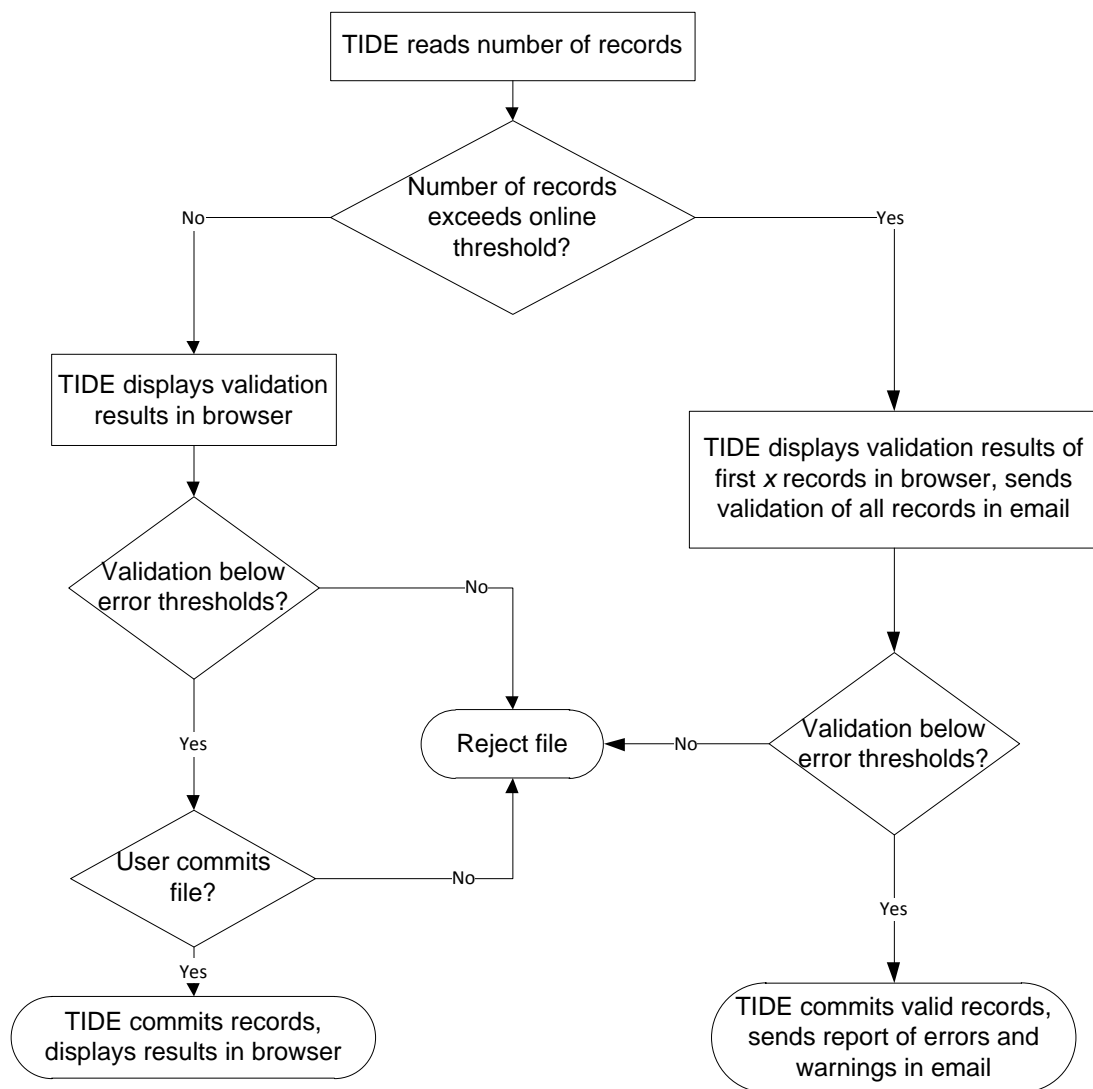 TIDE reads number of records
Number of records
exceeds online
threshold?
No
Yes
TIDE displays validation
results in browser
TIDE displays validation results of
first x records in browser, sends
validation of all records in email
Validation below
error thresholds?
No
Yes
Reject file
No
Validation below
error thresholds?
User commits
file?
No
Yes
Yes
TIDE commits records,
displays results in browser
TIDE commits valid records,
sends report of errors and
warnings in email